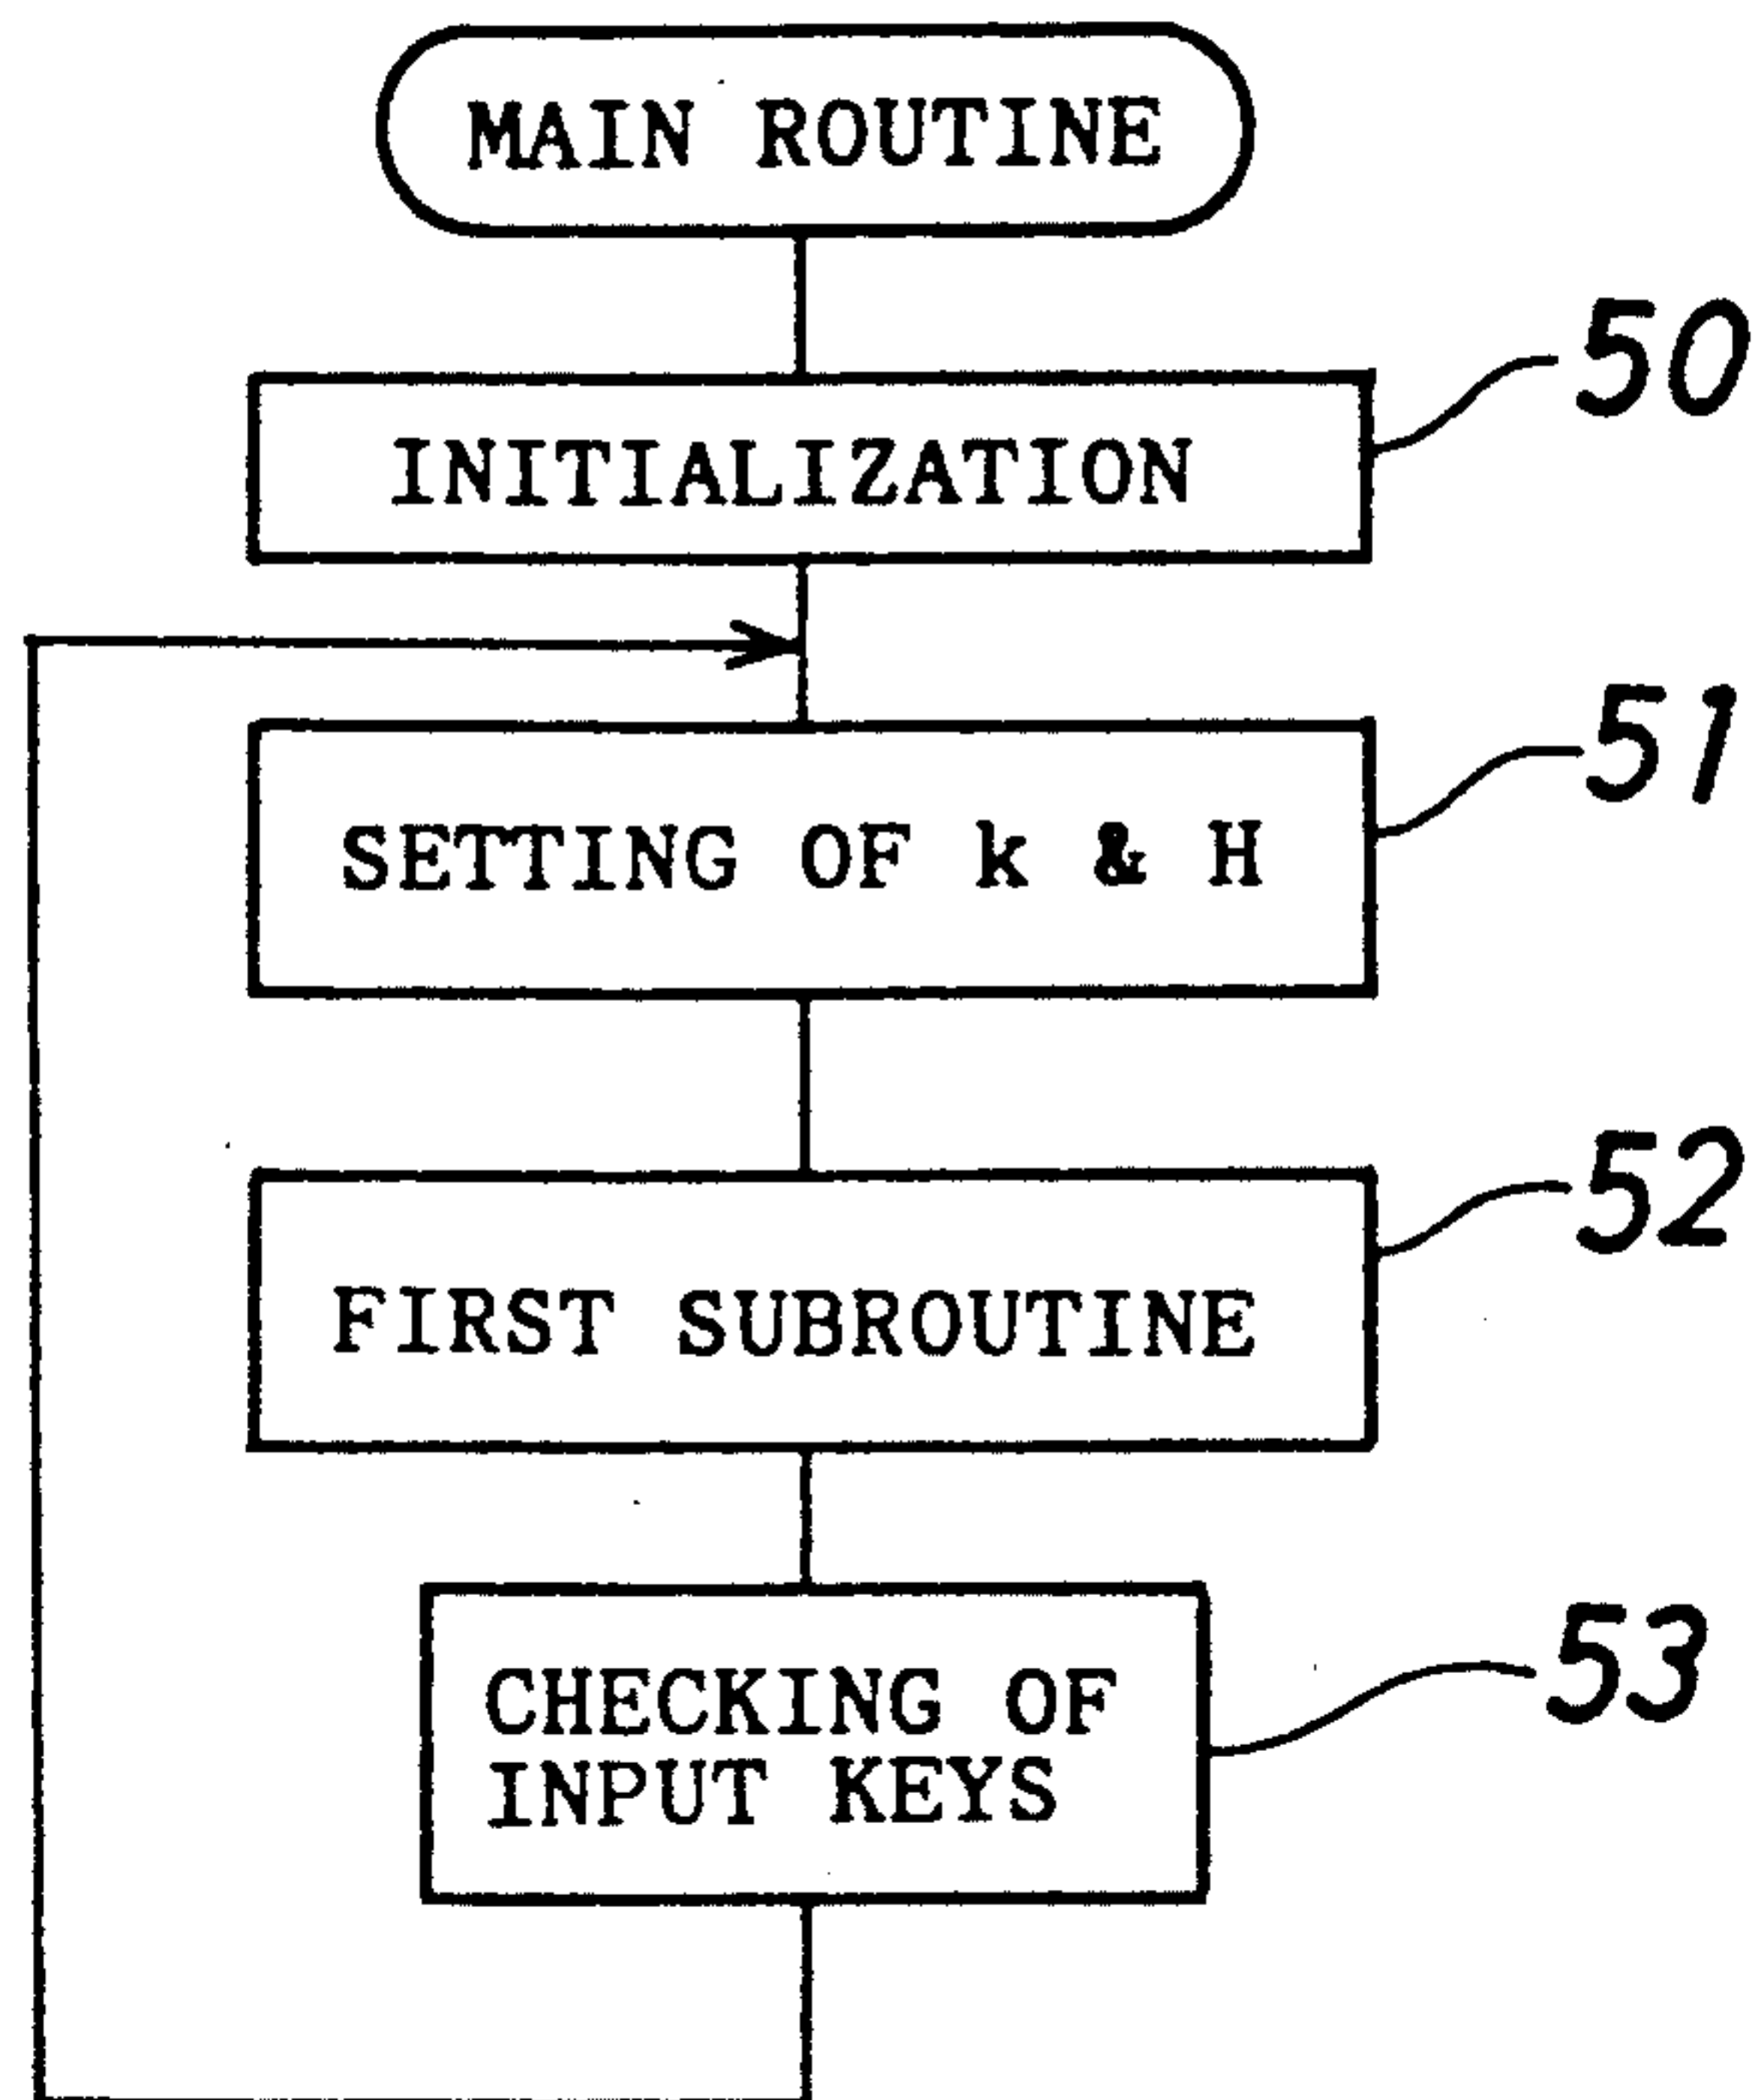 MAIN ROUTINE
50
INITIALIZATION
51
SETTING OF k & H
52
FIRST SUBROUTINE
53
CHECKING OF
INPUT KEYS